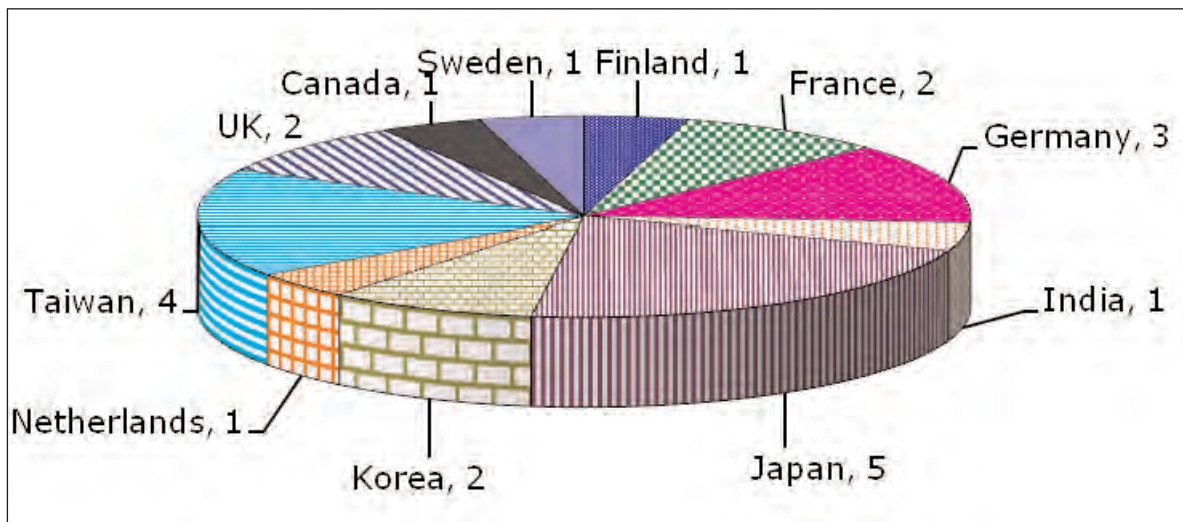 Sweden, 1
Finland, 1
Canada, 1
France, 2
UK, 2
Germany, 3
Taiwan, 4
India, 1
Netherlands, 1
Korea, 2
Japan, 5